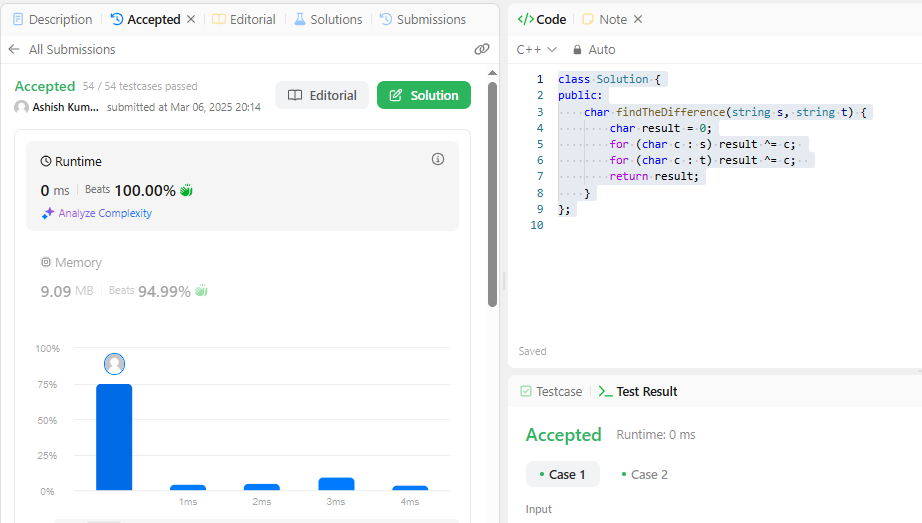 Description
Accepted
Editorial
Solutions
Submissions
All Submissions
Accepted 54 / 54 testcases passed
Ashish Kum... submitted at Mar 06, 2025 20:14
Editorial
Solution
Runtime
0 ms Beats 100.00%
Analyze Complexity
Memory
9.09 MB Beats 94.99%
100%
75%
50%
25%
0%
1ms 2ms 3ms 4ms
</> Code
Note
C++ Auto
1 class Solution {
2 public:
3 char findTheDifference(string s, string t) {
4 char result = 0;
5 for (char c : s) result ^= c;
6 for (char c : t) result ^= c;
7 return result;
8 }
9 };
10
Saved
Testcase
Test Result
Accepted Runtime: 0 ms
• Case 1 • Case 2
Input